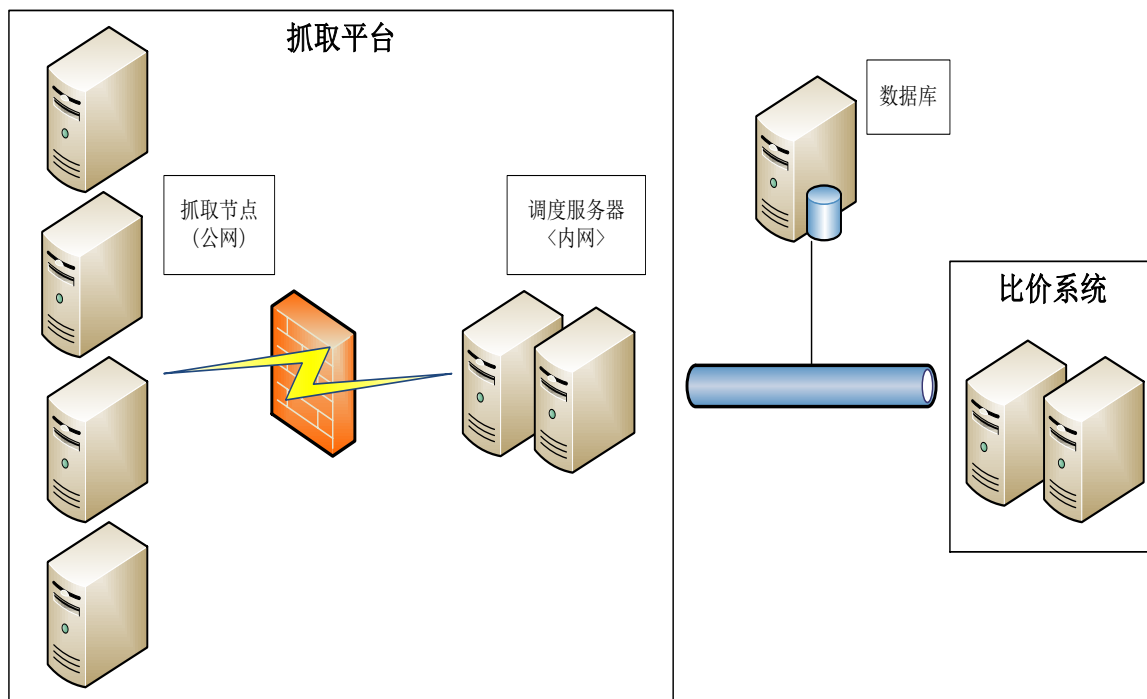 抓取平台
数据库
抓取节点
（公网）
调度服务器
<内网>
比价系统